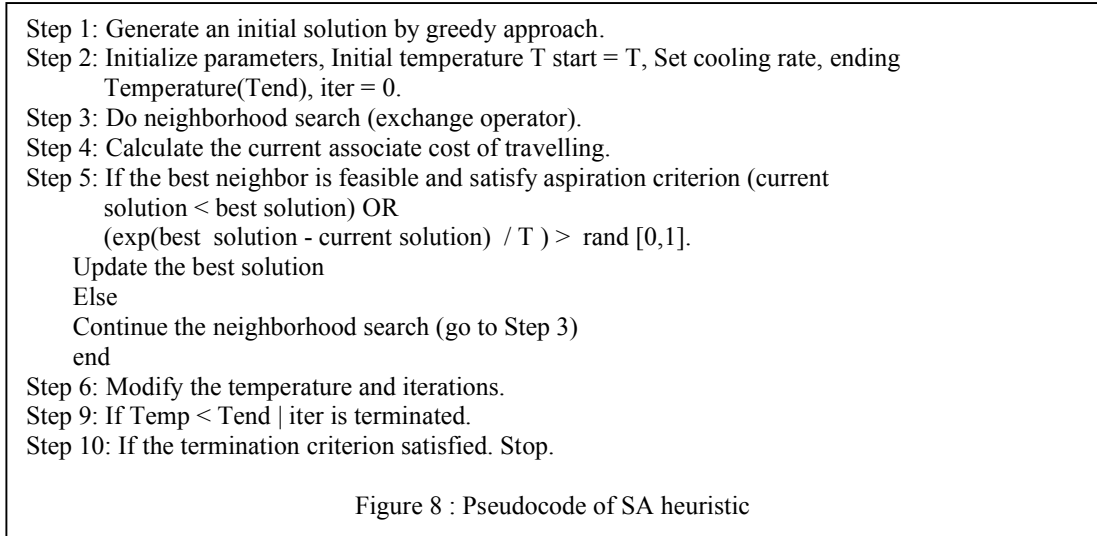 Step 1: Generate an initial solution by greedy approach.
Step 2: Initialize parameters, Initial temperature T start = T, Set cooling rate, ending
Temperature(Tend), iter = 0.
Step 3: Do neighborhood search (exchange operator).
Step 4: Calculate the current associate cost of travelling.
Step 5: If the best neighbor is feasible and satisfy aspiration criterion (current
solution < best solution) OR
(exp(best solution - current solution) / T ) > rand [0,1].
Update the best solution
Else
Continue the neighborhood search (go to Step 3)
end
Step 6: Modify the temperature and iterations.
Step 9: If Temp < Tend | iter is terminated.
Step 10: If the termination criterion satisfied. Stop.
Figure 8 : Pseudocode of SA heuristic